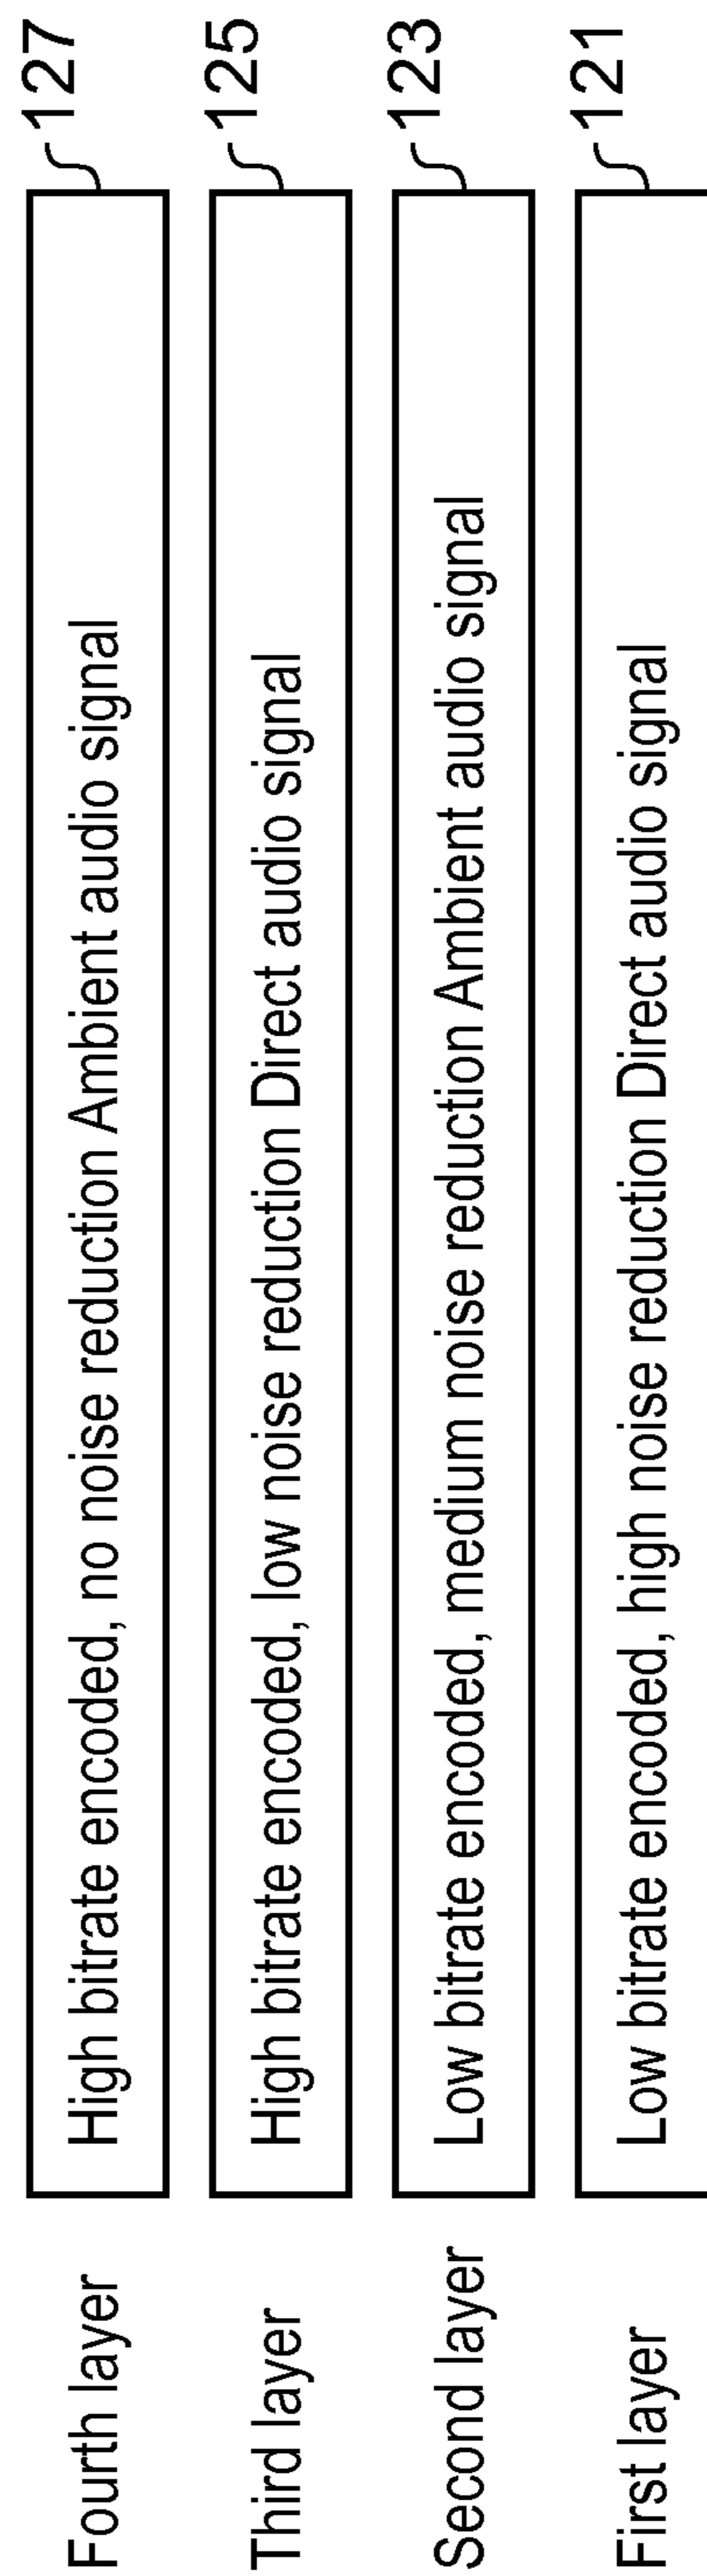 Fourth layer High bitrate encoded, no noise reduction Ambient audio signal 127
Third layer High bitrate encoded, low noise reduction Direct audio signal 125
Second layer Low bitrate encoded, medium noise reduction Ambient audio signal 123
First layer Low bitrate encoded, high noise reduction Direct audio signal 121